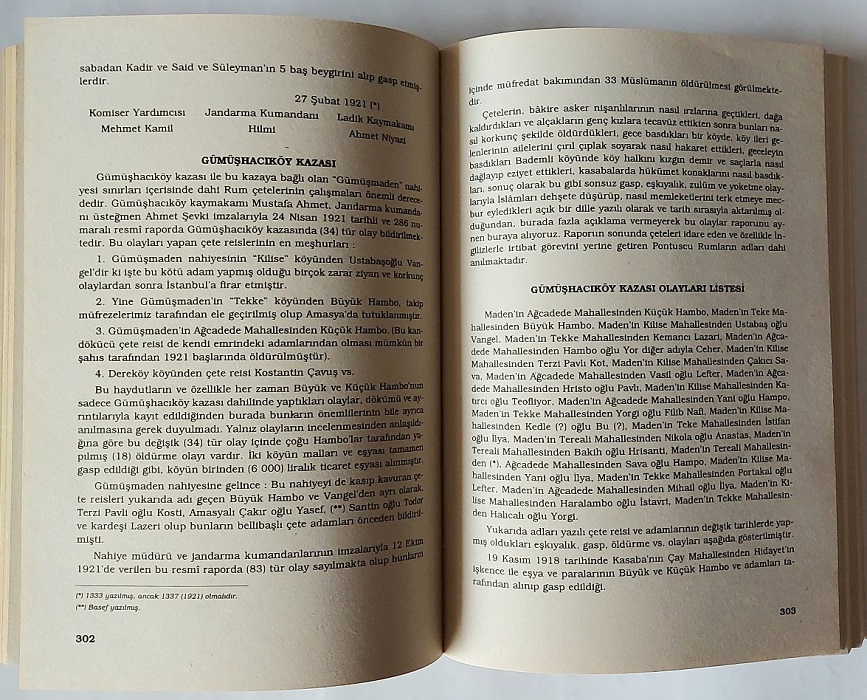 sabadan Kadir ve Said ve Süleyman'ın 5 baş beygirini alıp gasp etmiş-
lerdir.
27 Şubat 1921 (*)
Komiser Yardımcısı Jandarma Kumandanı Ladik Kaymakamı
Mehmet Kamil Hilmi Ahmet Niyazi
GÜMÜŞHACIKÖY KAZASI
Gümüşhacıköy kazası ile bu kazaya bağlı olan "Gümüşmaden" nahi-
yesi sınırları içerisinde dahi Rum çetelerinin çalışmaları önemli derece-
dedir. Gümüşhacıköy kaymakamı Mustafa Ahmet, Jandarma kumanda-
nı üsteğmen Ahmet Şevki imzalarıyla 24 Nisan 1921 tarihli ve 286 nu-
maralı resmî raporda Gümüşhacıköy kazasında (34) tür olay bildirilmek-
tedir. Bu olayları yapan çete reislerinin en meşhurları :
1. Gümüşmaden nahiyesinin "Kilise" köyünden Ustabaşoğlu Van-
gel'dir ki işte bu kötü adam yapmış olduğu birçok zarar ziyan ve korkunç
olaylardan sonra İstanbul'a firar etmiştir.
2. Yine Gümüşmaden'in "Tekke" köyünden Büyük Hambo, takip
müfrezelerimiz tarafından ele geçirilmiş olup Amasya'da tutuklanmıştır.
3. Gümüşmaden'in Ağcadede Mahallesinden Küçük Hambo, (Bu kan-
dökücü çete reisi de kendi emrindeki adamlarından olması mümkün bir
şahıs tarafından 1921 başlarında öldürülmüştür).
4. Dereköy köyünden çete reisi Kostantin Çavuş vs.
Bu haydutların ve özellikle her zaman Büyük ve Küçük Hambo'nun
sadece Gümüşhacıköy kazası dahilinde yaptıkları olaylar, dökümü ve ay-
rıntılarıyla kayıt edildiğinden burada bunların önemlilerinin bile ayrıca
anılmasına gerek duyulmadı. Yalnız olayların incelenmesinden anlaşıldı-
ğına göre bu değişik (34) tür olay içinde çoğu Hambo'lar tarafından ya-
pılmış (18) öldürme olayı vardır. İki köyün malları ve eşyası tamamen
gasp edildiği gibi, köyün birinden (6 000) liralık ticaret eşyası alınmıştır.
Gümüşmaden nahiyesine gelince : Bu nahiyeyi de kasıp kavuran çe-
te reisleri yukarıda adı geçen Büyük Hambo ve Vangel'den ayrı olarak,
Terzi Pavli oğlu Kosti, Amasyalı Çakır oğlu Yasef, (**) Santin oğlu Todor
ve kardeşi Lazeri olup bunların bellibaşlı çete adamları önceden bildiril-
mişti.
Nahiye müdürü ve jandarma kumandanlarının imzalarıyla 12 Ekim
1921'de verilen bu resmî raporda (83) tür olay sayılmakta olup bunların
(*) 1333 yazılmış, ancak 1337 (1921) olmalıdır.
(**) Basef yazılmış.
302
içinde müfredat bakımından 33 Müslümanın öldürülmesi görülmekte-
dir.
Çetelerin, bâkire asker nişanlılarının nasıl ırzlarına geçtikleri, dağa
kaldırdıkları ve alçakların genç kızlara tecavüz ettikten sonra bunları na-
sıl korkunç şekilde öldürdükleri, gece basdıkları bir köyde, köy ileri ge-
lenlerinin ailelerini çırıl çıplak soyarak nasıl hakaret ettikleri, geceleyin
basdıkları Bademli köyünde köy halkını kızgın demir ve saçlarla nasıl
dağlayıp eziyet ettikleri, kasabalarda hükümet konaklarını nasıl basdık-
ları, sonuç olarak bu gibi sonsuz gasp, eşkıyalık, zulüm ve yoketme olay-
larıyla İslâmları dehşete düşürüp, nasıl memleketlerini terk etmeye mec-
bur eyledikleri açık bir dille yazılı olarak ve tarih sırasıyla aktarılmış ol-
duğundan, burada fazla açıklama vermeyerek bu olaylar raporunu ay-
nen buraya alıyoruz. Raporun sonunda çeteleri idare eden ve özellikle İn-
gilizlerle irtibat görevini yerine getiren Pontuscu Rumların adları dahi
anılmaktadır.
GÜMÜŞHACIKÖY KAZASI OLAYLARI LİSTESİ
Maden'in Ağcadede Mahallesinden Küçük Hambo, Maden'in Teke Ma-
hallesinden Büyük Hambo, Maden'in Kilise Mahallesinden Ustabaş oğlu
Vangel, Maden'in Tekke Mahallesinden Kemancı Lazari, Maden'in Ağca-
dede Mahallesinden Hambo oğlu Yor diğer adıyla Ceher, Maden'in Kilise
Mahallesinden Terzi Pavlı Kot, Maden'in Kilise Mahallesinden Çakıcı Sa-
va, Maden'in Ağcadede Mahallesinden Vasil oğlu Lefter, Maden'in Ağca-
dede Mahallesinden Hristo oğlu Pavlı, Maden'in Kilise Mahallesinden Ka-
tırcı oğlu Teofliyor, Maden'in Ağcadede Mahallesinden Yani oğlu Hampo,
Maden'in Tekke Mahallesinden Yorgi oğlu Filib Nafi, Maden'in Kilise Ma-
hallesinden Kedle (?) oğlu Bu (?), Maden'in Teke Mahallesinden İstifan
oğlu İlya, Maden'in Tereali Mahallesinden Nikola oğlu Anastas, Maden'in
Tereali Mahallesinden Bakih oğlu Hrisanti, Maden'in Tereali Mahallesin-
den (*), Ağcadede Mahallesinden Sava oğlu Hampo, Maden'in Kilise Ma-
hallesinden Yani oğlu İlya, Maden'in Tekke Mahallesinden Portakal oğlu
Lefter, Maden'in Ağcadede Mahallesinden Mihail oğlu İlya, Maden'in Ki-
lise Mahallesinden Haralambo oğlu İstavri, Maden'in Tekke Mahallesin-
den Halıcalı oğlu Yorgi.
Yukarıda adları yazılı çete reisi ve adamlarının değişik tarihlerde yap-
mış oldukları eşkıyalık, gasp, öldürme vs. olayları aşağıda gösterilmiştir.
19 Kasım 1918 tarihinde Kasaba'nın Çay Mahallesinden Hidayet'in
işkence ile eşya ve paralarının Büyük ve Küçük Hambo ve adamları ta-
rafından alınıp gasp edildiği.
303